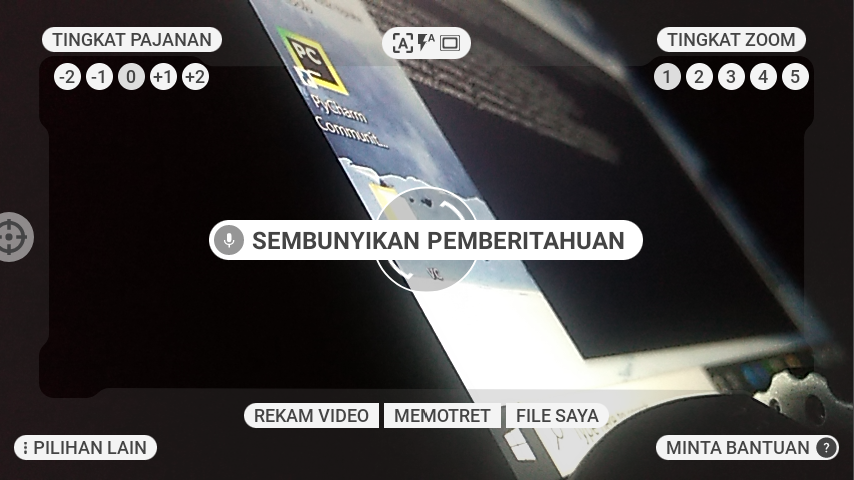 TINGKAT PAJANAN
-2 -1 0 +1 +2
A
A
TINGKAT ZOOM
1 2 3 4 5
PC
PyCharm
Communit...
SEMBUNYIKAN PEMBERITAHUAN
REKAM VIDEO
MEMOTRET
FILE SAYA
PILIHAN LAIN
MINTA BANTUAN ?